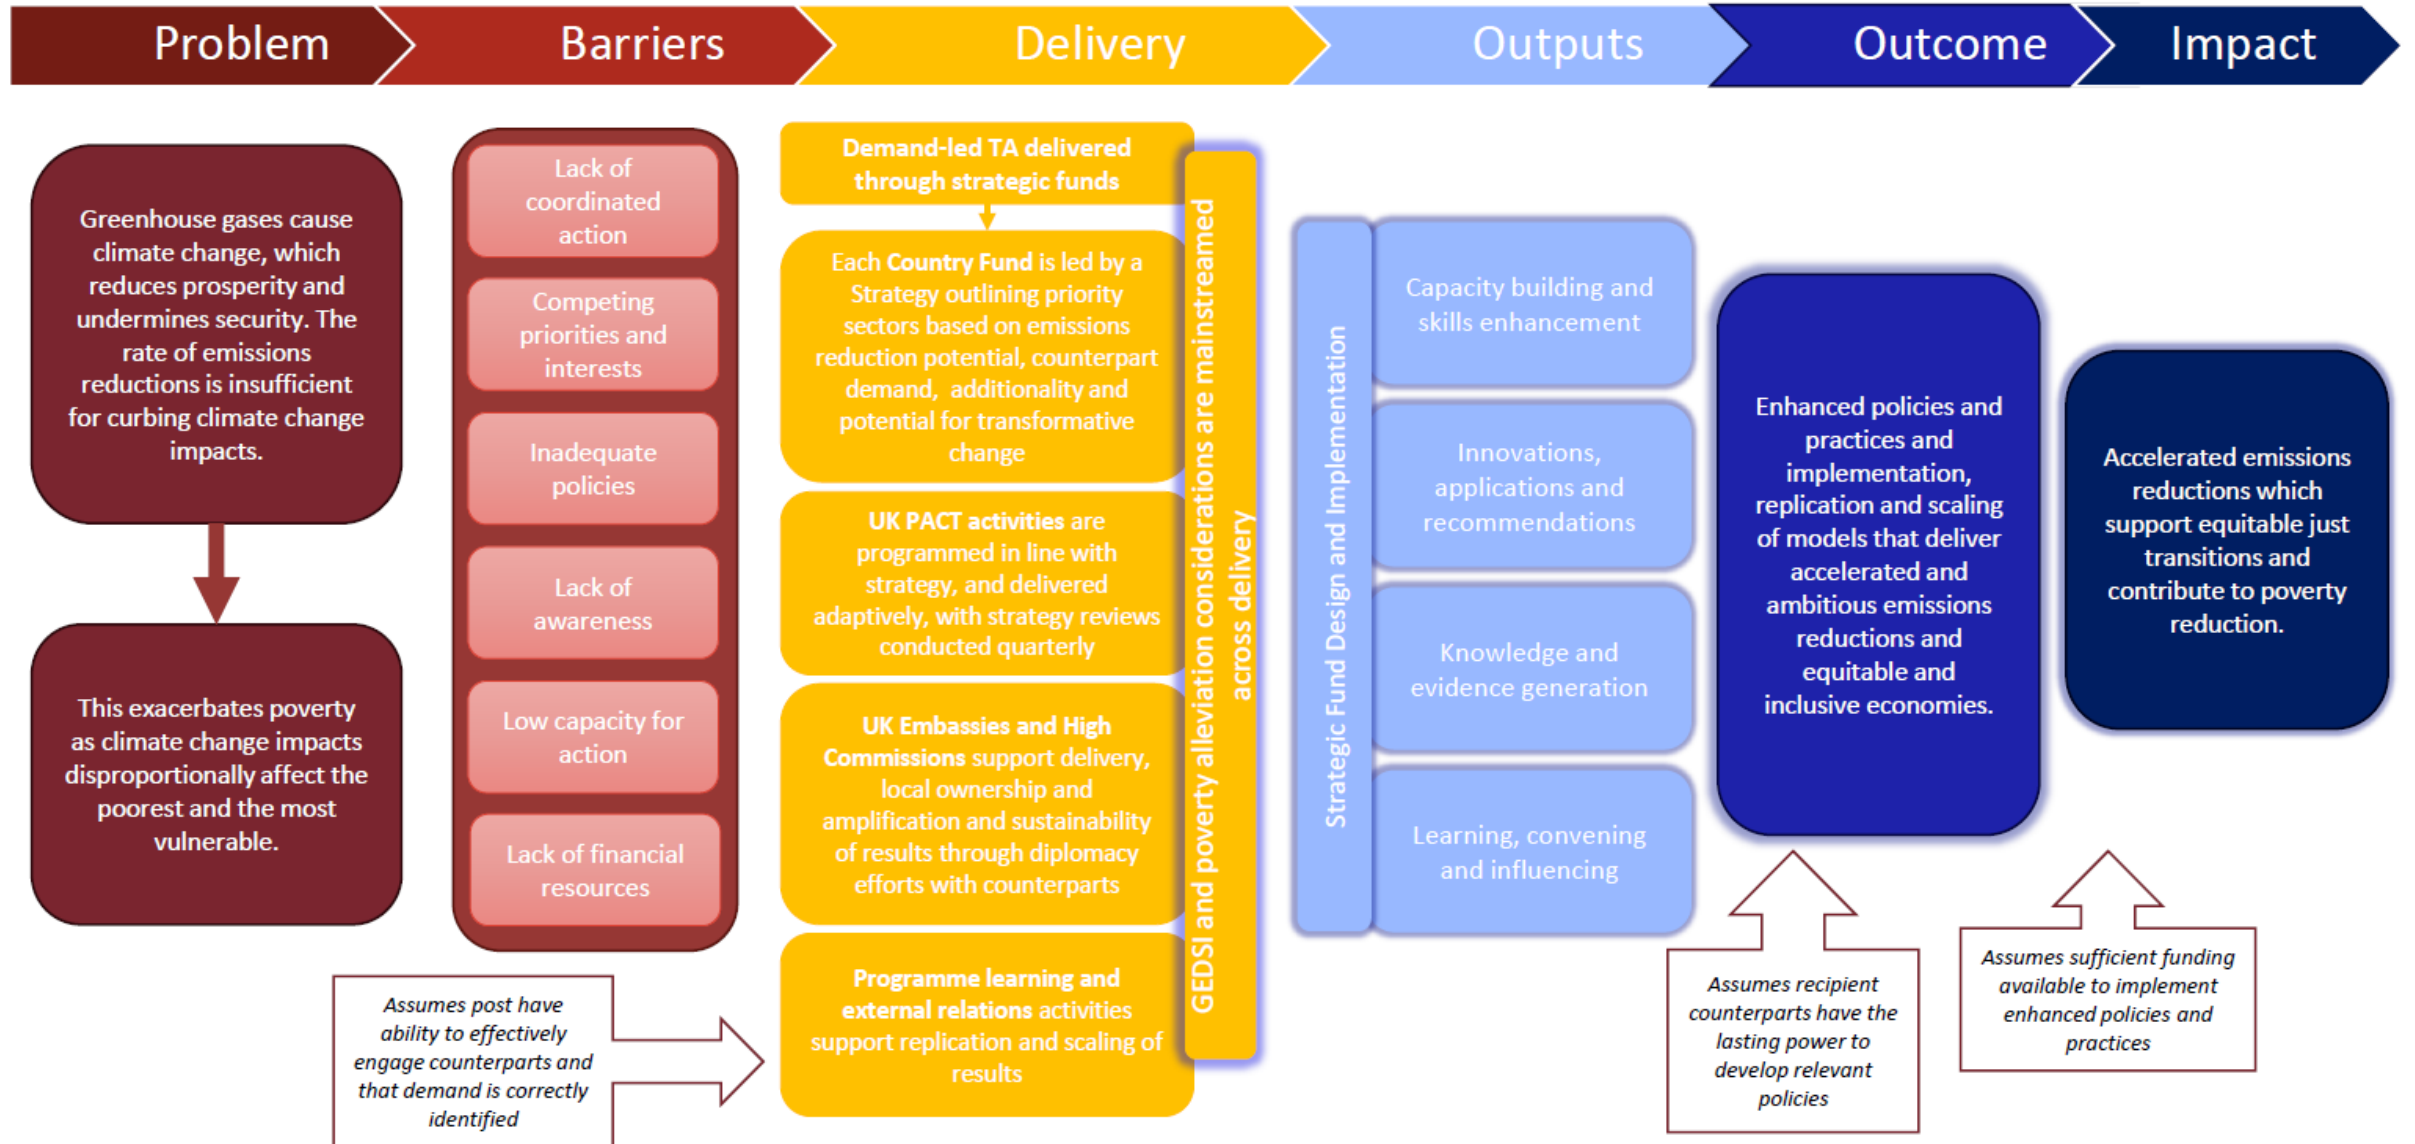 Problem
Barriers
Delivery
Outputs
Outcome
Impact
Greenhouse gases cause
climate change, which
reduces prosperity and
undermines security. The
rate of emissions
reductions is insufficient
for curbing climate change
impacts.
This exacerbates poverty
as climate change impacts
disproportionally affect the
poorest and the most
vulnerable.
Lack of
coordinated
action
Competing
priorities and
interests
Inadequate
policies
Lack of
awareness
Low capacity for
action
Lack of financial
resources
Assumes post have
ability to effectively
engage counterparts and
that demand is correctly
identified
Demand-led TA delivered
through strategic funds
Each Country Fund is led by a
Strategy outlining priority
sectors based on emissions
reduction potential, counterpart
demand, additionality and
potential for transformative
change
UK PACT activities are
programmed in line with
strategy, and delivered
adaptively, with strategy reviews
conducted quarterly
UK Embassies and High
Commissions support delivery,
local ownership and
amplification and sustainability
of results through diplomacy
efforts with counterparts
Programme learning and
external relations activities
support replication and scaling of
results
GEDSI and poverty alleviation considerations are mainstreamed
across delivery
Strategic Fund Design and Implementation
Capacity building and
skills enhancement
Innovations,
applications and
recommendations
Knowledge and
evidence generation
Learning, convening
and influencing
Enhanced policies and
practices and
implementation,
replication and scaling
of models that deliver
accelerated and
ambitious emissions
reductions and
equitable and
inclusive economies.
Assumes recipient
counterparts have the
lasting power to
develop relevant
policies
Accelerated emissions
reductions which
support equitable just
transitions and
contribute to poverty
reduction.
Assumes sufficient funding
available to implement
enhanced policies and
practices